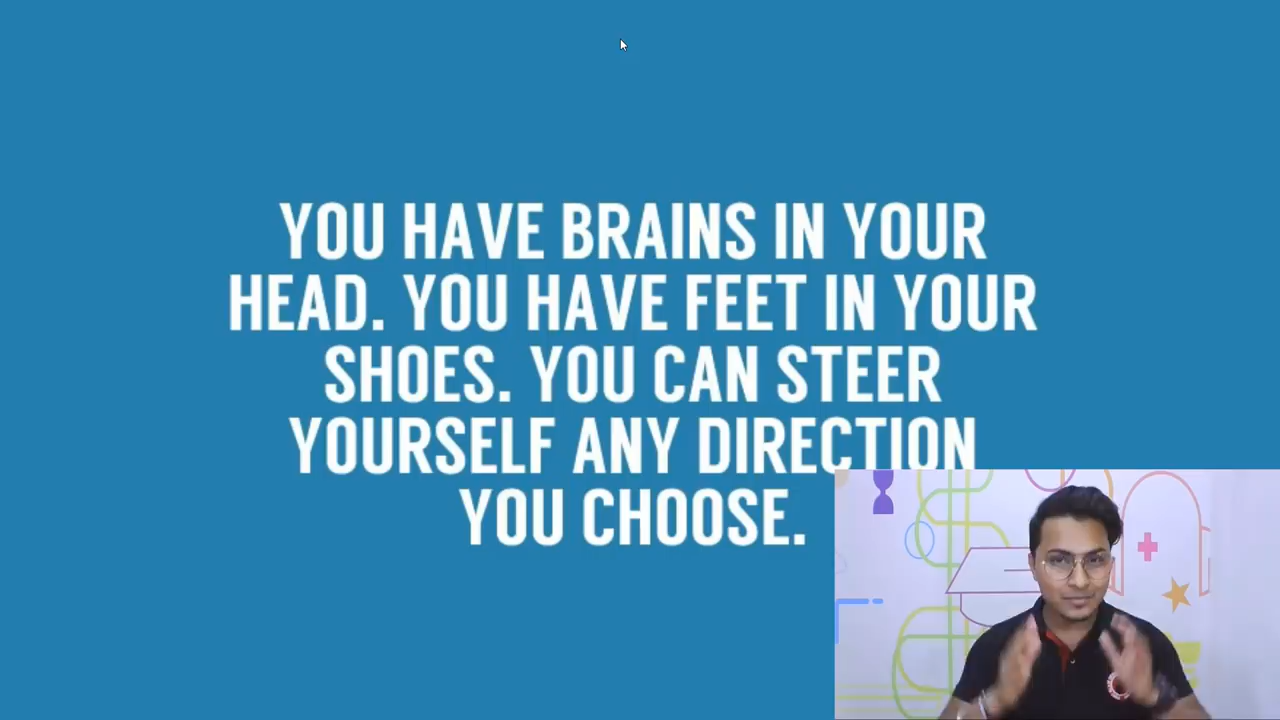 YOU HAVE BRAINS IN YOUR
HEAD. YOU HAVE FEET IN YOUR
SHOES. YOU CAN STEER
YOURSELF ANY DIRECTION
YOU CHOOSE.